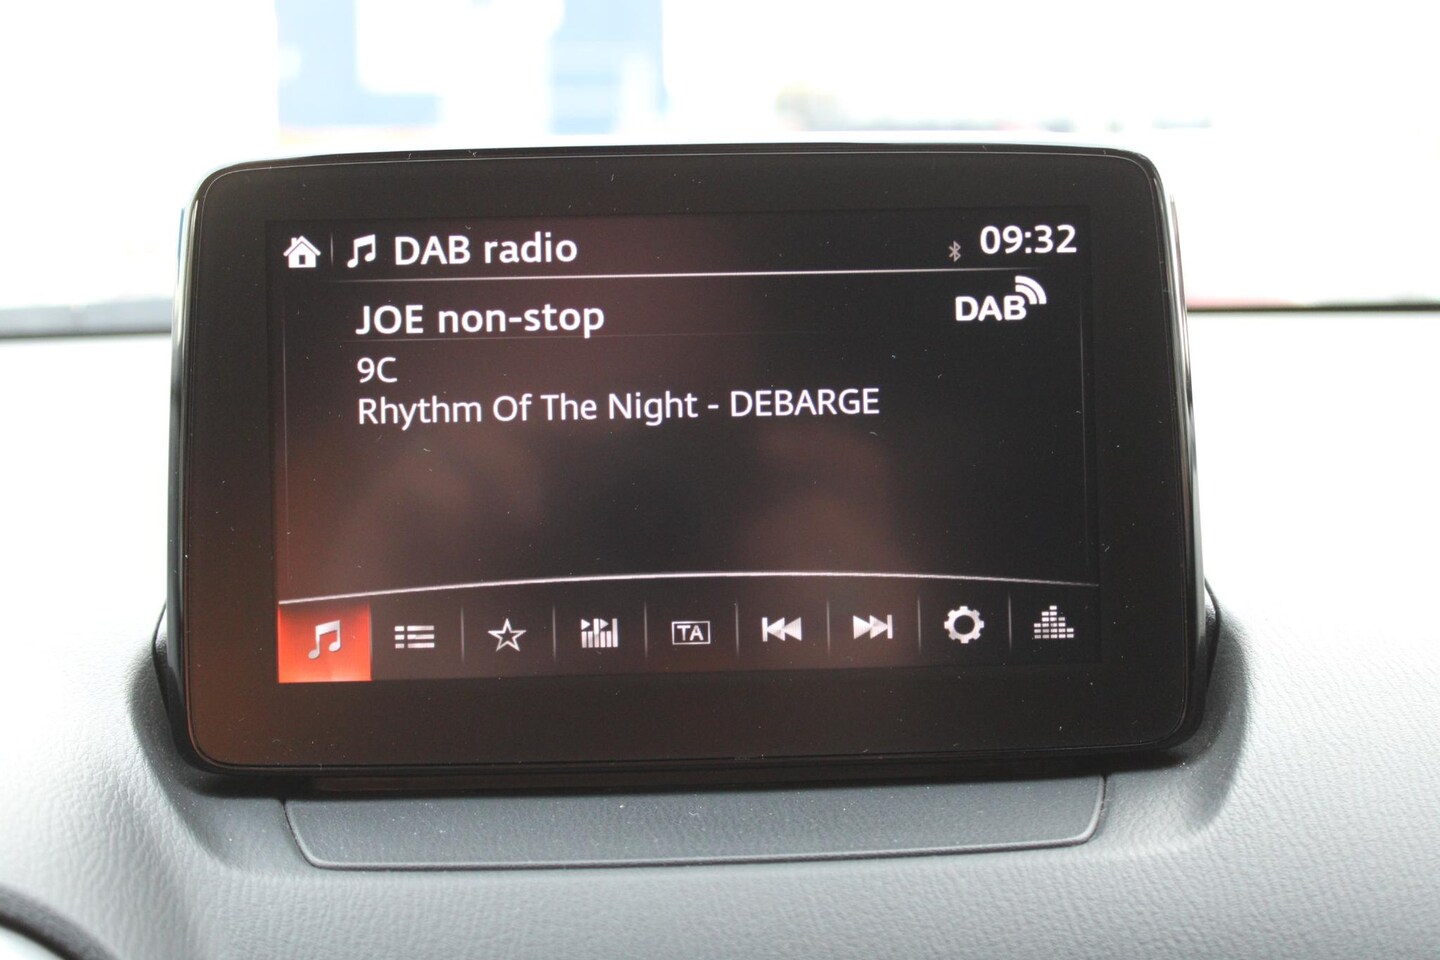 DAB radio
09:32
JOE non-stop
DAB
9C
Rhythm Of The Night - DEBARGE
TA